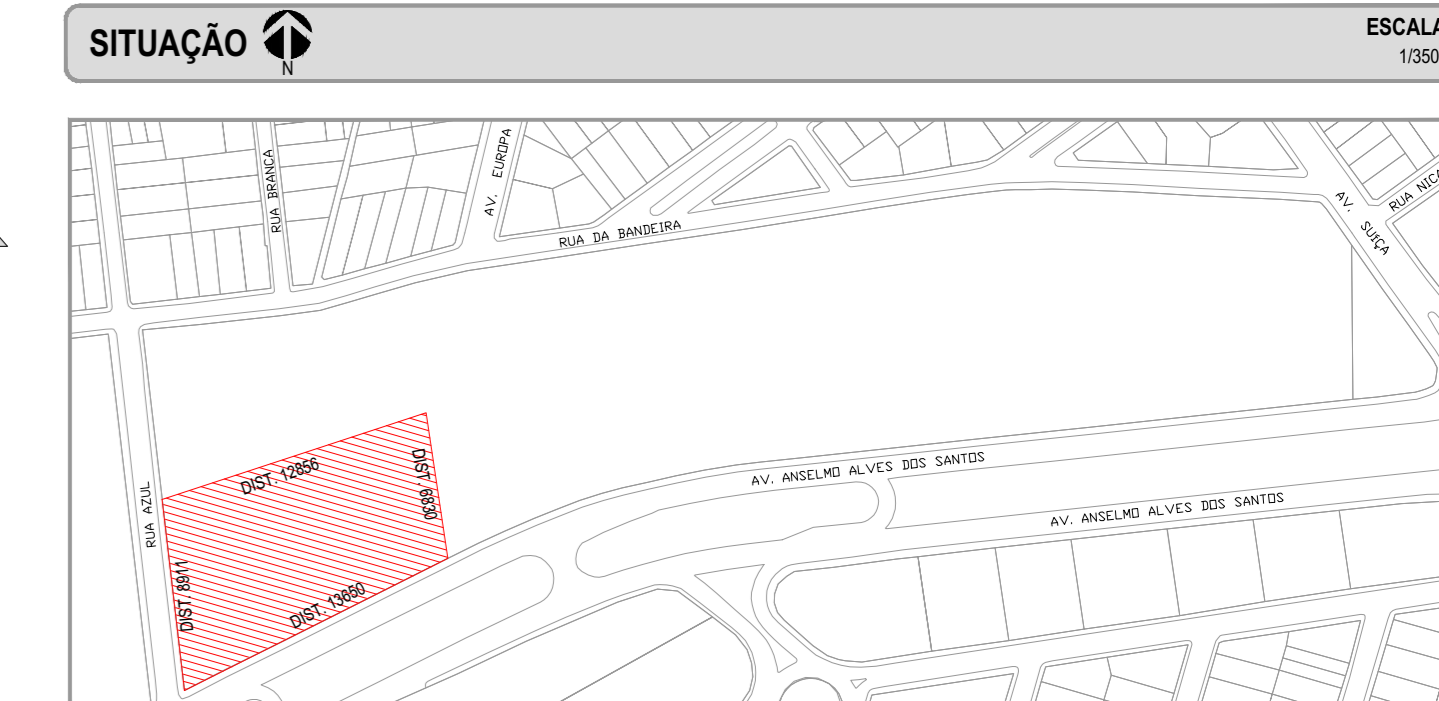 SITUAÇÃO
N
ESCALA
1/350
RUA BRANCA
AV. EUROPA
RUA DA BANDEIRA
AV. SUÍÇA
RUA NICA
RUA AZUL
DIST. 12856
DIST. 6830
DIST. 8911
DIST. 13650
AV. ANSELMO ALVES DOS SANTOS
AV. ANSELMO ALVES DOS SANTOS